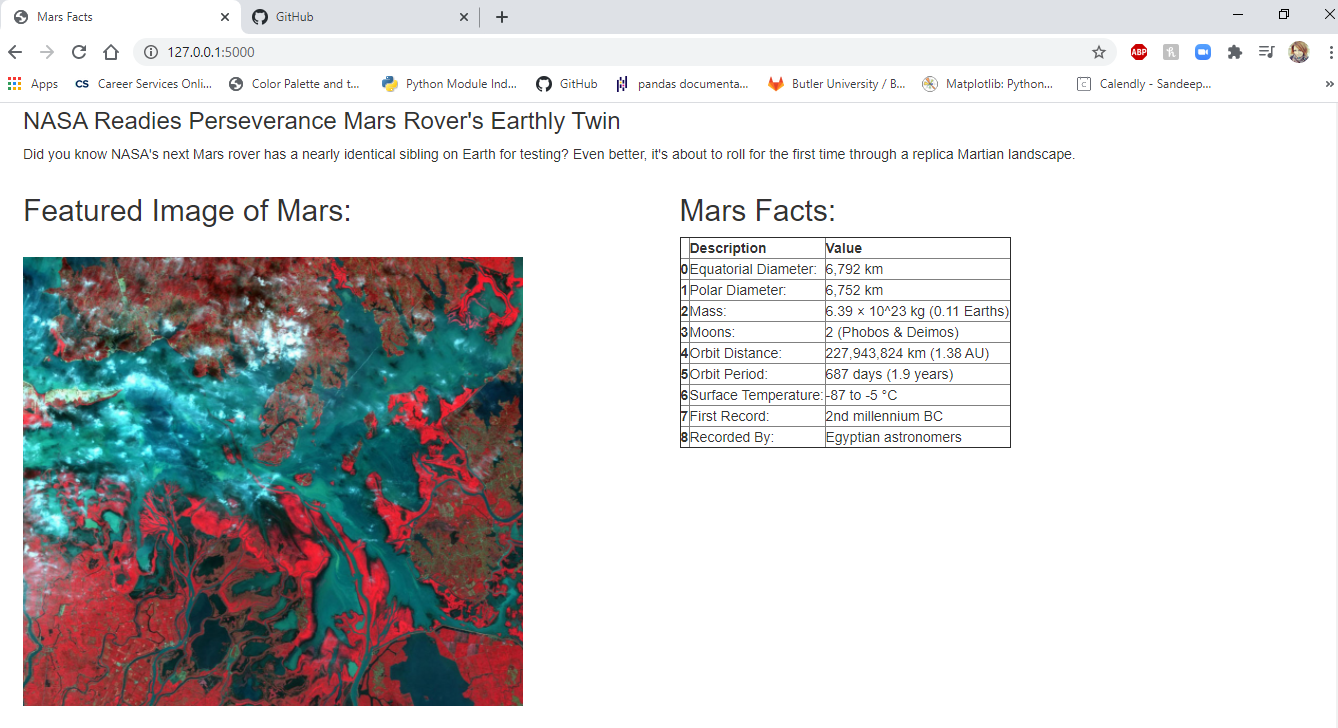 Mars Facts
GitHub
127.0.0.1:5000
ABP
Apps
CS Career Services Onli...
Color Palette and t...
Python Module Ind...
GitHub
pandas documenta...
Butler University / B...
Matplotlib: Python...
Calendly - Sandeep...
»
NASA Readies Perseverance Mars Rover's Earthly Twin
Did you know NASA's next Mars rover has a nearly identical sibling on Earth for testing? Even better, it's about to roll for the first time through a replica Martian landscape.
Featured Image of Mars:
Mars Facts:
Description Value
0 Equatorial Diameter: 6,792 km
1 Polar Diameter: 6,752 km
2 Mass: 6.39 × 10^23 kg (0.11 Earths)
3 Moons: 2 (Phobos & Deimos)
4 Orbit Distance: 227,943,824 km (1.38 AU)
5 Orbit Period: 687 days (1.9 years)
6 Surface Temperature: -87 to -5 °C
7 First Record: 2nd millennium BC
8 Recorded By: Egyptian astronomers